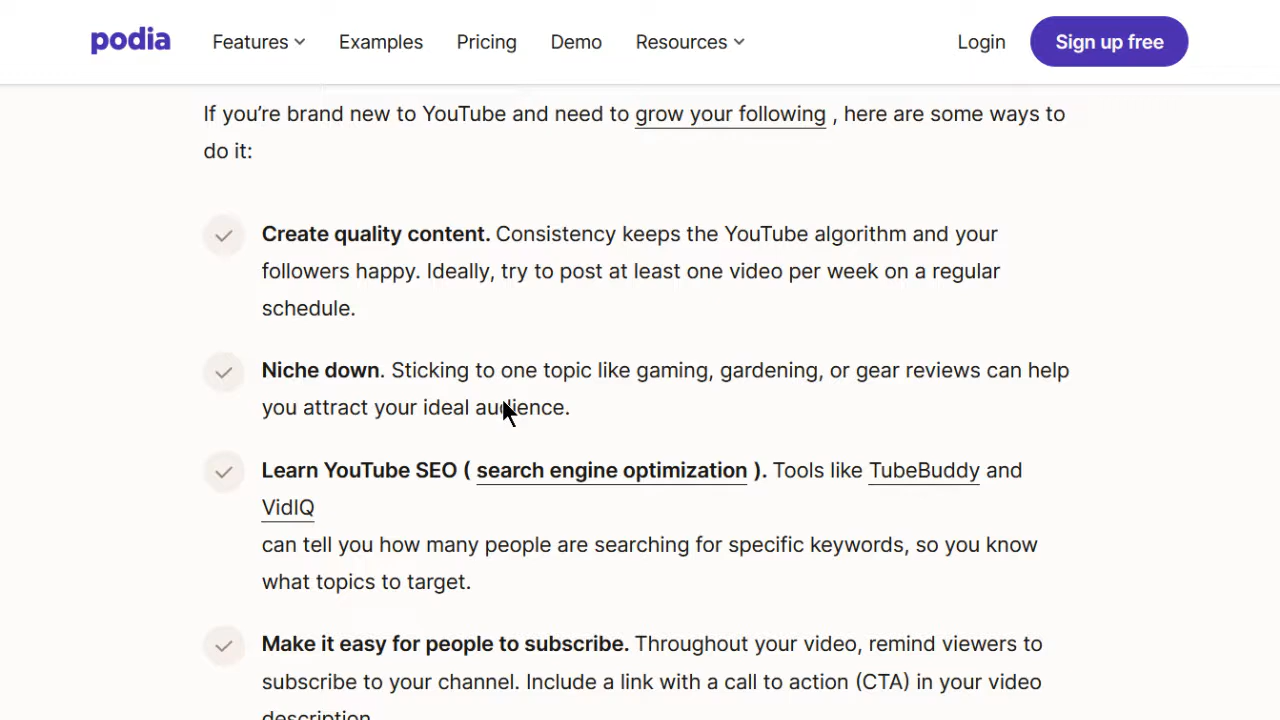 podia
Features
Examples
Pricing
Demo
Resources
Login
Sign up free
If you’re brand new to YouTube and need to grow your following , here are some ways to
do it:
Create quality content. Consistency keeps the YouTube algorithm and your
followers happy. Ideally, try to post at least one video per week on a regular
schedule.
Niche down. Sticking to one topic like gaming, gardening, or gear reviews can help
you attract your ideal audience.
Learn YouTube SEO ( search engine optimization ). Tools like TubeBuddy and
VidIQ
can tell you how many people are searching for specific keywords, so you know
what topics to target.
Make it easy for people to subscribe. Throughout your video, remind viewers to
subscribe to your channel. Include a link with a call to action (CTA) in your video
description.